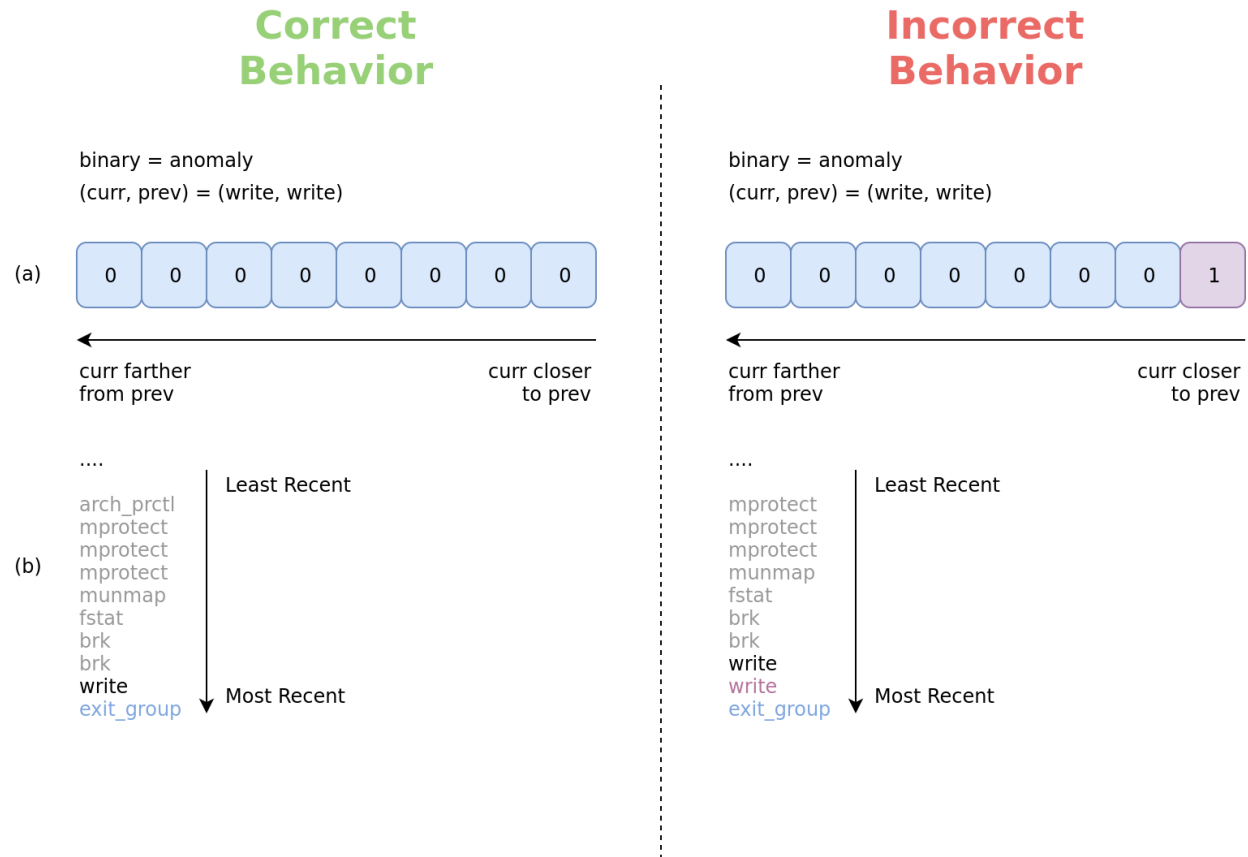 Correct
Behavior
binary = anomaly
(curr, prev) = (write, write)
(a)
0 0 0 0 0 0 0 0
curr farther
from prev
curr closer
to prev
....
Least Recent
(b)
arch_prctl
mprotect
mprotect
mprotect
munmap
fstat
brk
brk
write
exit_group
Most Recent
Incorrect
Behavior
binary = anomaly
(curr, prev) = (write, write)
0 0 0 0 0 0 0 1
curr farther
from prev
curr closer
to prev
....
Least Recent
mprotect
mprotect
mprotect
munmap
fstat
brk
brk
write
write
exit_group
Most Recent